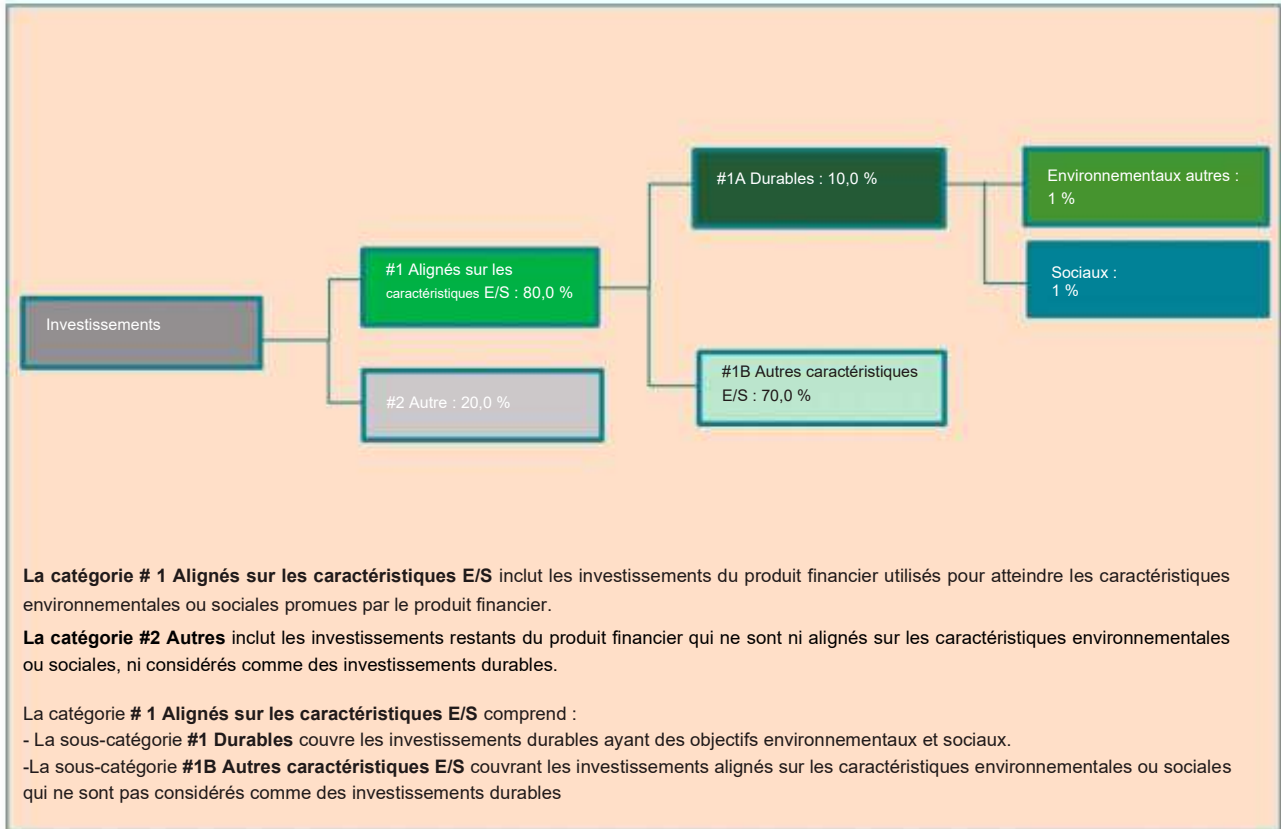 #1A Durables : 10,0 %
Environnementaux autres :
1 %
#1 Alignés sur les
caractéristiques E/S : 80,0 %
Sociaux :
1 %
Investissements
#1B Autres caractéristiques
E/S : 70,0 %
#2 Autre : 20,0 %
La catégorie # 1 Alignés sur les caractéristiques E/S inclut les investissements du produit financier utilisés pour atteindre les caractéristiques
environnementales ou sociales promues par le produit financier.
La catégorie #2 Autres inclut les investissements restants du produit financier qui ne sont ni alignés sur les caractéristiques environnementales
ou sociales, ni considérés comme des investissements durables.
La catégorie # 1 Alignés sur les caractéristiques E/S comprend :
- La sous-catégorie #1 Durables couvre les investissements durables ayant des objectifs environnementaux et sociaux.
-La sous-catégorie #1B Autres caractéristiques E/S couvrant les investissements alignés sur les caractéristiques environnementales ou sociales
qui ne sont pas considérés comme des investissements durables